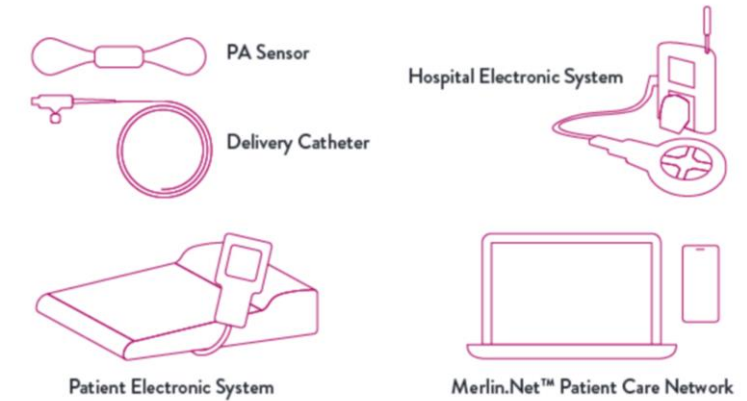 PA Sensor
Hospital Electronic System
Delivery Catheter
Patient Electronic System
Merlin.Net™ Patient Care Network